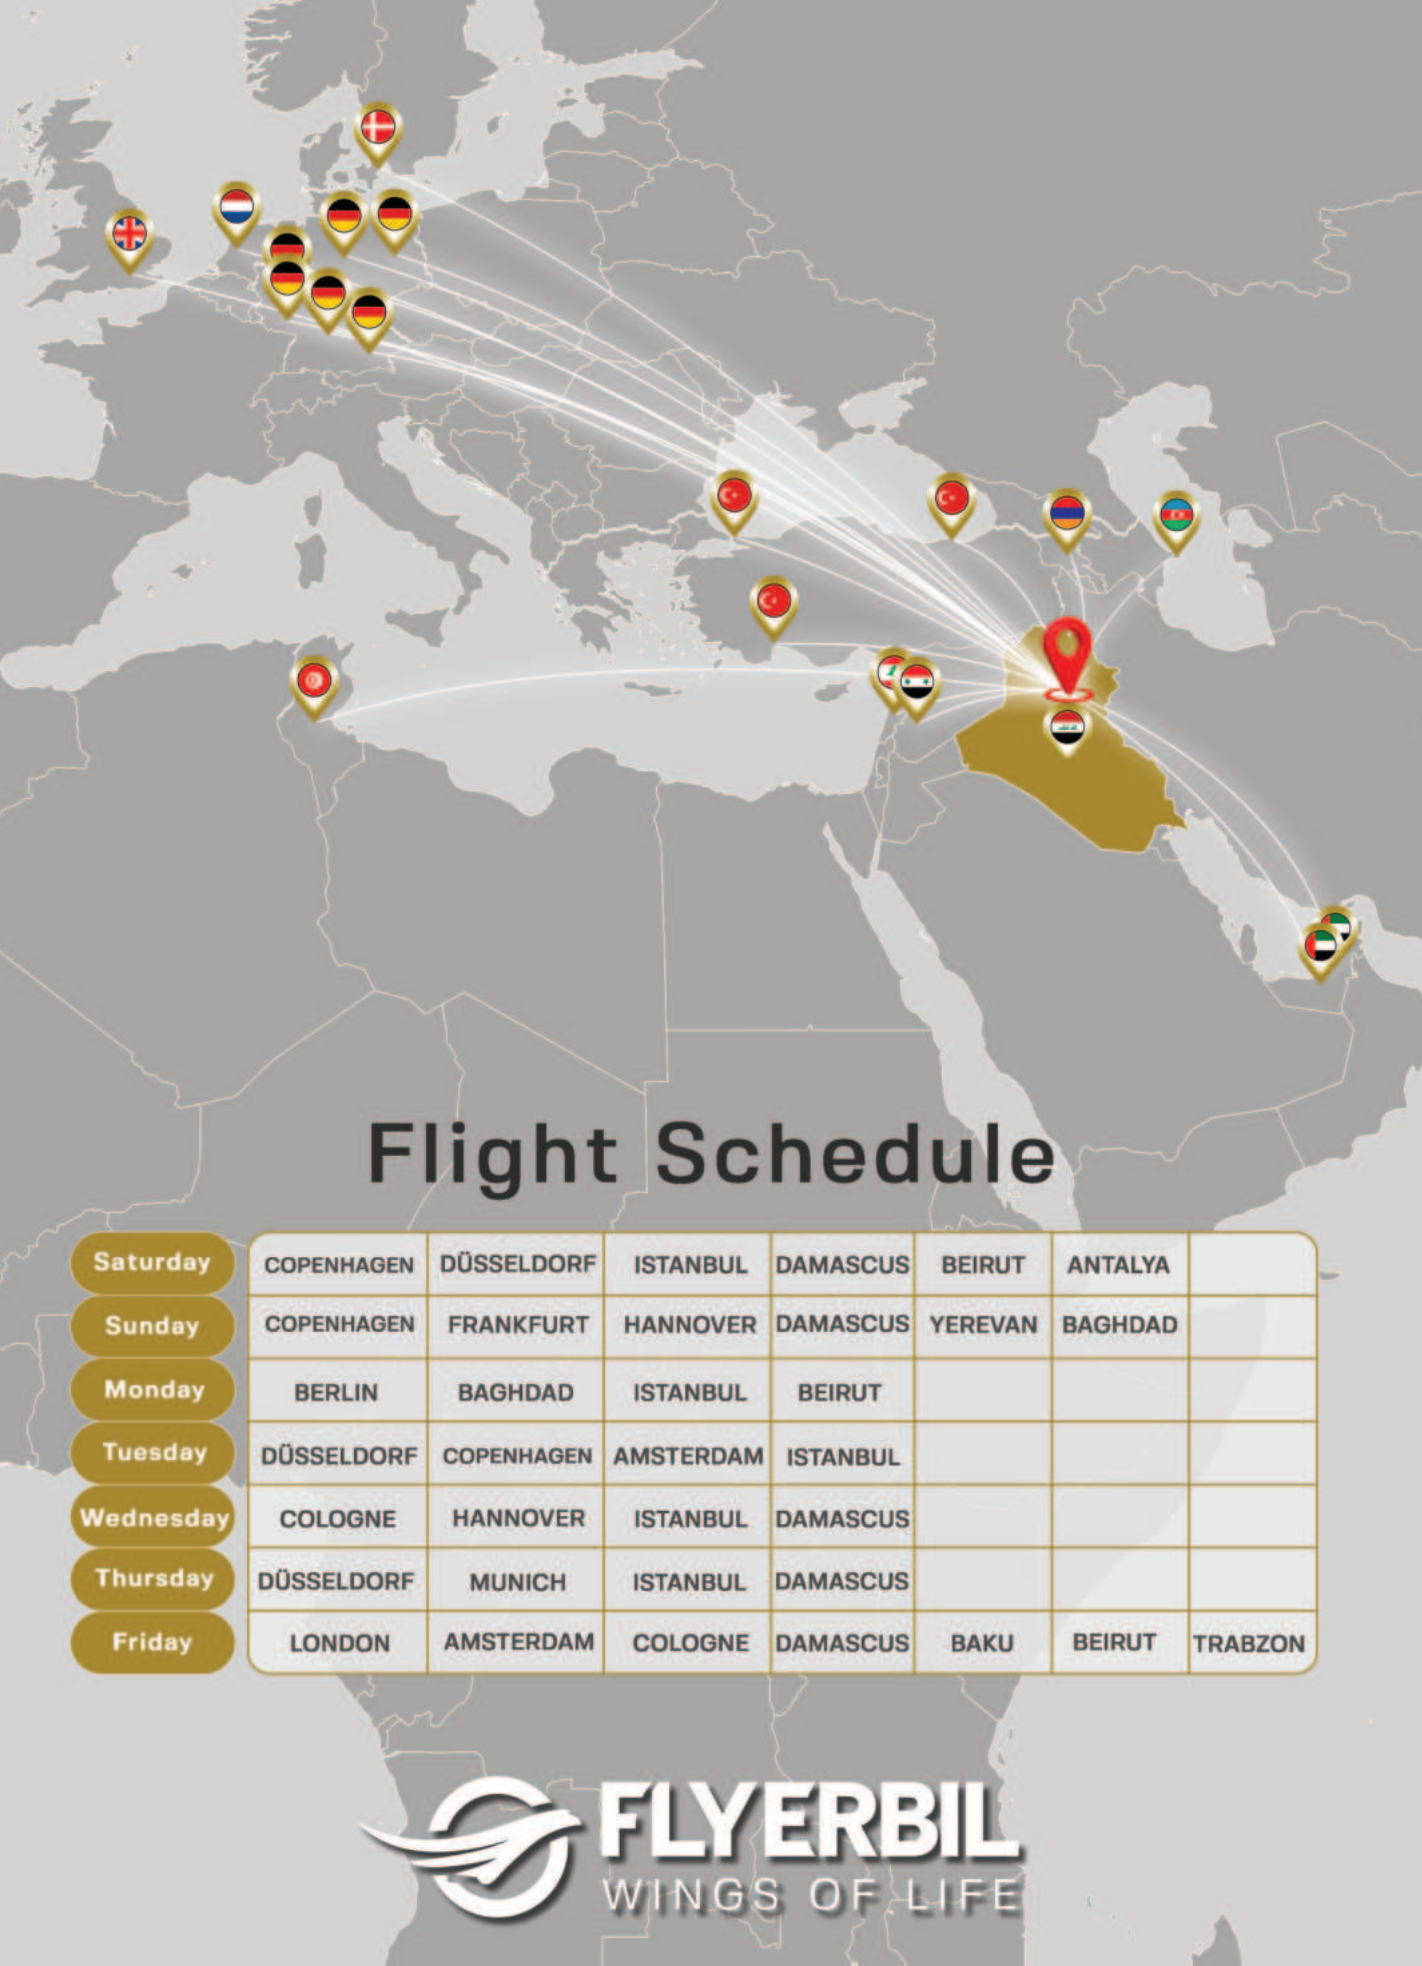 Flight Schedule
Saturday COPENHAGEN DÜSSELDORF ISTANBUL DAMASCUS BEIRUT ANTALYA
Sunday COPENHAGEN FRANKFURT HANNOVER DAMASCUS YEREVAN BAGHDAD
Monday BERLIN BAGHDAD ISTANBUL BEIRUT
Tuesday DÜSSELDORF COPENHAGEN AMSTERDAM ISTANBUL
Wednesday COLOGNE HANNOVER ISTANBUL DAMASCUS
Thursday DÜSSELDORF MUNICH ISTANBUL DAMASCUS
Friday LONDON AMSTERDAM COLOGNE DAMASCUS BAKU BEIRUT TRABZON
FLYERBIL
WINGS OF LIFE